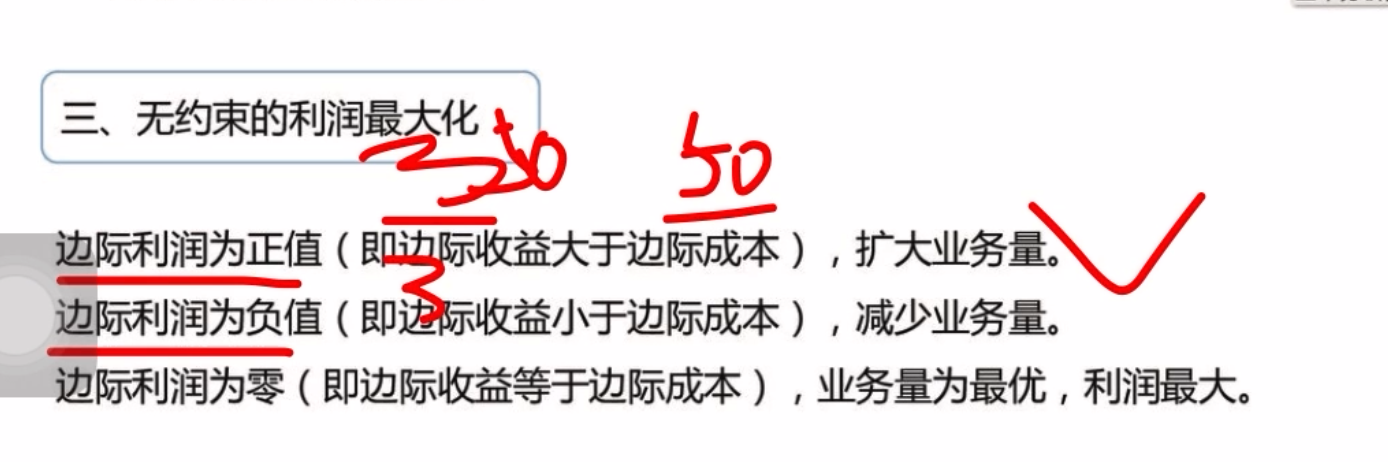 三、无约束的利润最大化
50
边际利润为正值（即边际收益大于边际成本），扩大业务量。
3
边际利润为负值（即边际收益小于边际成本），减少业务量。
边际利润为零（即边际收益等于边际成本），业务量为最优，利润最大。